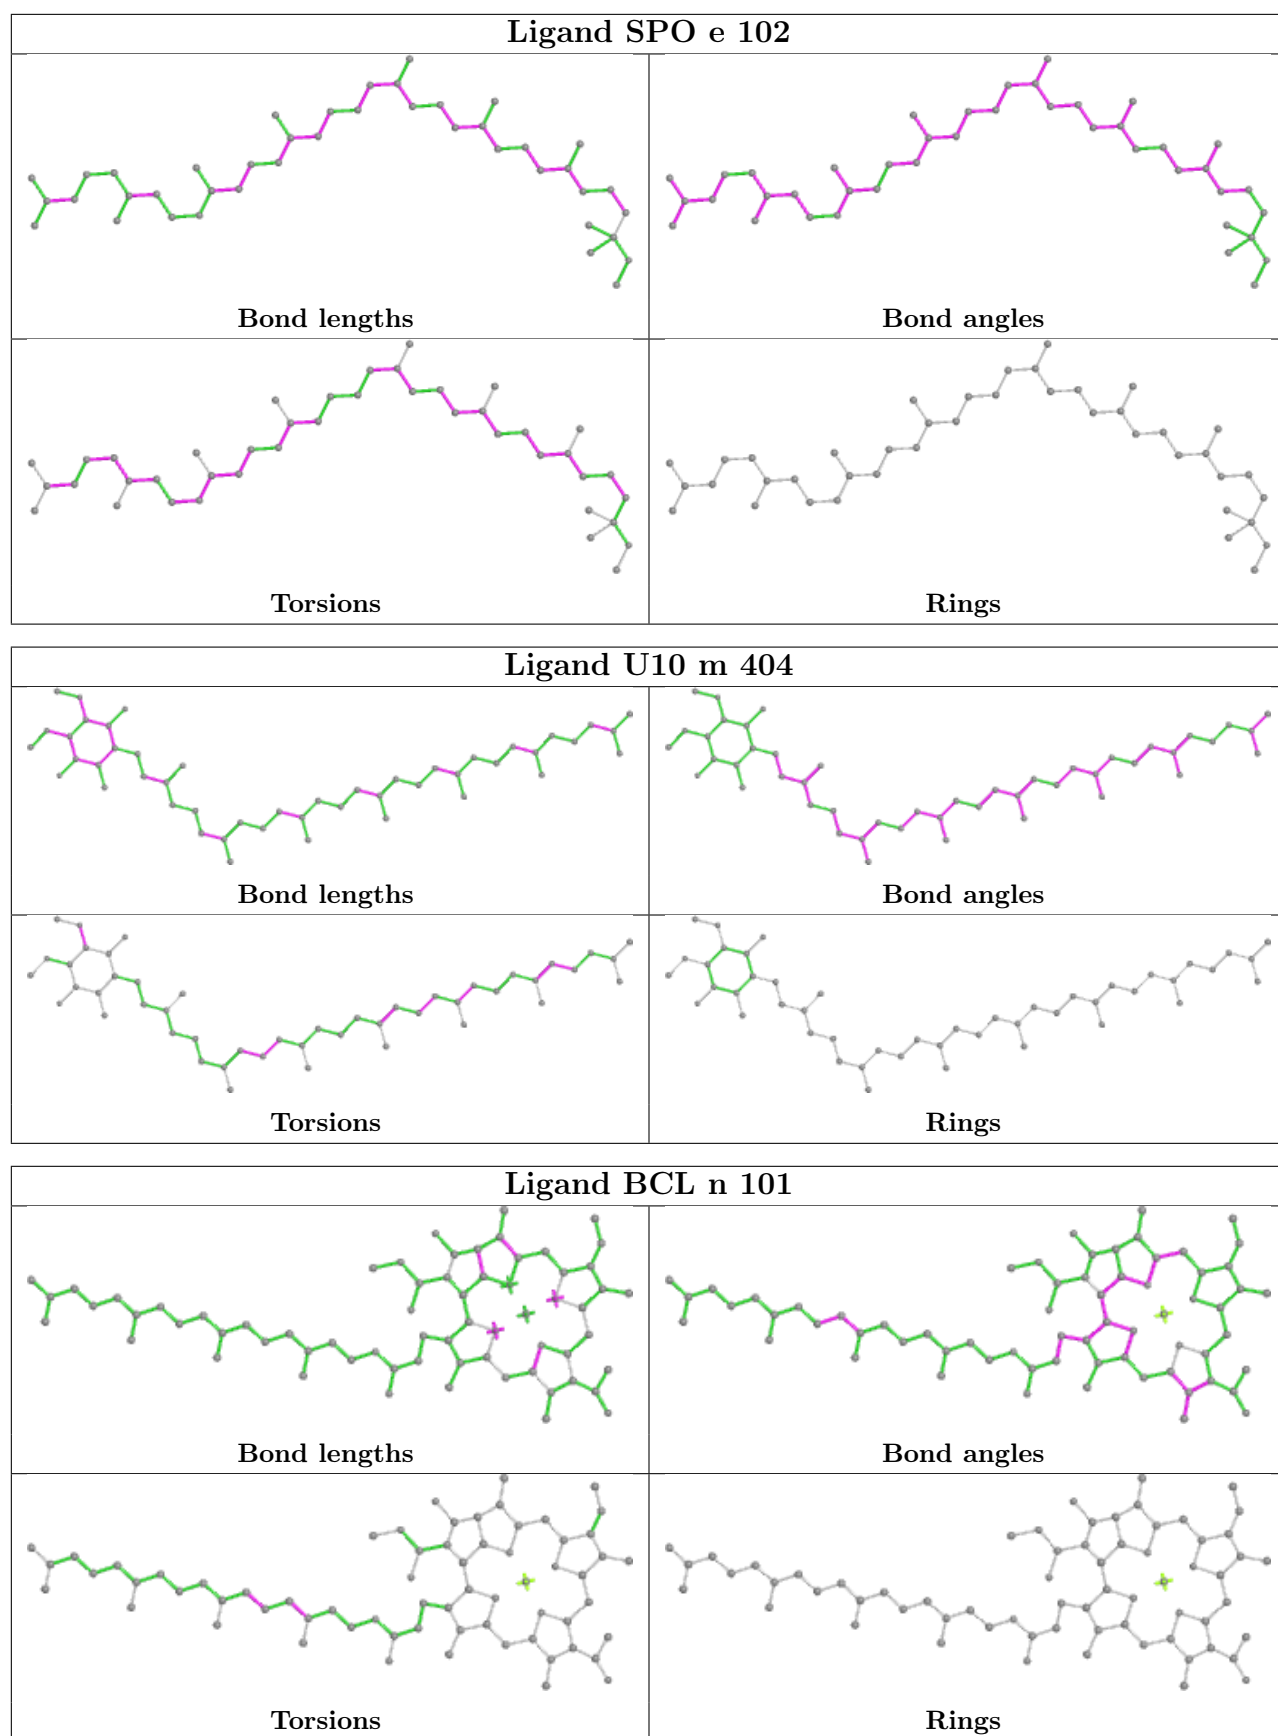 Ligand SPO e 102
Bond lengths
Bond angles
Torsions
Rings
Ligand U10 m 404
Bond lengths
Bond angles
Torsions
Rings
Ligand BCL n 101
Bond lengths
Bond angles
Torsions
Rings